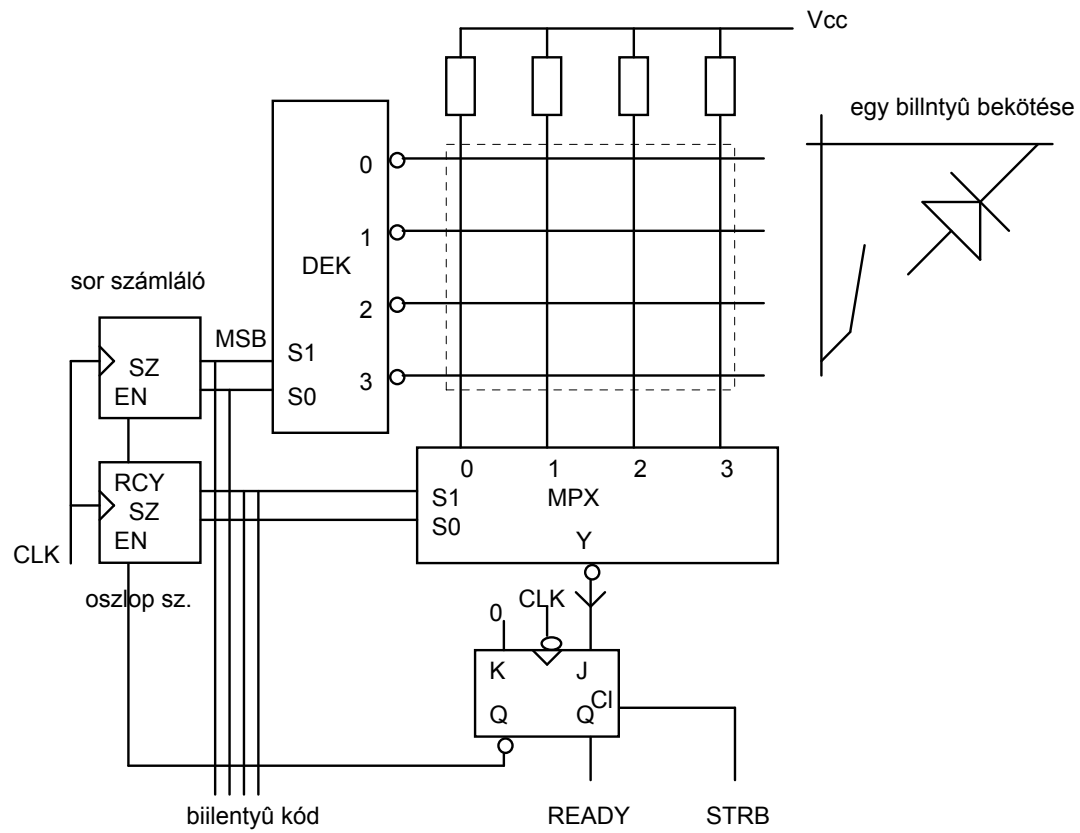 Vcc
egy billntyû bekötése
0
1
DEK
2
3
S1
S0
sor számláló
MSB
SZ
EN
RCY
SZ
EN
CLK
oszlop sz.
0 1 2 3
S1 MPX
S0
Y
0 CLK
K J
Q Q Cl
biilentyû kód READY STRB